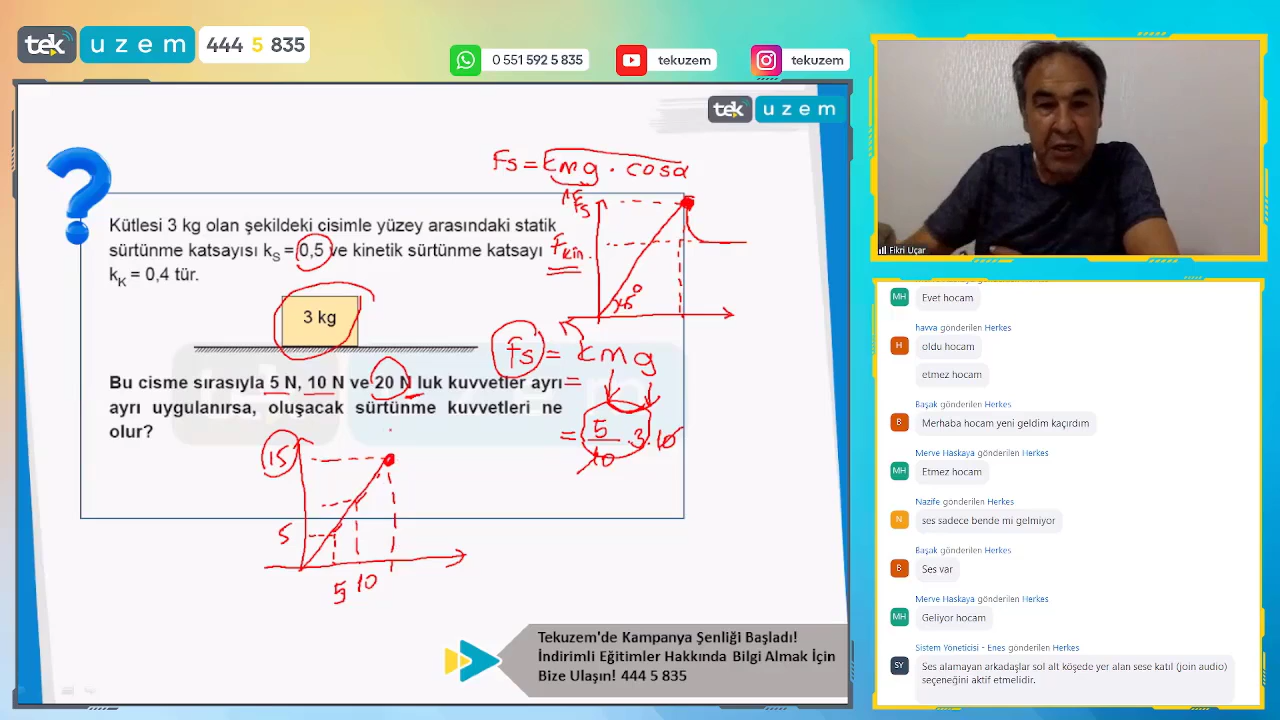 tek uzem 444 5 835
0 551 592 5 835
tekuzem
tekuzem
tek uzem
Fs = kmg . cosα
Kütlesi 3 kg olan şekildeki cisimle yüzey arasındaki statik
sürtünme katsayısı kS = 0,5 ve kinetik sürtünme katsayı
kK = 0,4 tür.
Fs
Fkin
45°
3 kg
Fs = kmg
Bu cisme sırasıyla 5 N, 10 N ve 20 N luk kuvvetler ayrı
ayrı uygulanırsa, oluşacak sürtünme kuvvetleri ne
olur?
= 5/10 . 3 . 10
15
5
5 10
Tekuzem'de Kampanya Şenliği Başladı!
İndirimli Eğitimler Hakkında Bilgi Almak İçin
Bize Ulaşın! 444 5 835
Fikri Uçar
MH Evet hocam
havva gönderilen Herkes
H oldu hocam
etmez hocam
Başak gönderilen Herkes
B Merhaba hocam yeni geldim kaçırdım
Merve Haskaya gönderilen Herkes
MH Etmez hocam
Nazife gönderilen Herkes
N ses sadece bende mi gelmiyor
Başak gönderilen Herkes
B Ses var
Merve Haskaya gönderilen Herkes
MH Geliyor hocam
Sistem Yoneticisi - Enes gönderilen Herkes
SY Ses alamayan arkadaşlar sol alt köşede yer alan sese katıl (join audio)
seçeneğini aktif etmelidir.